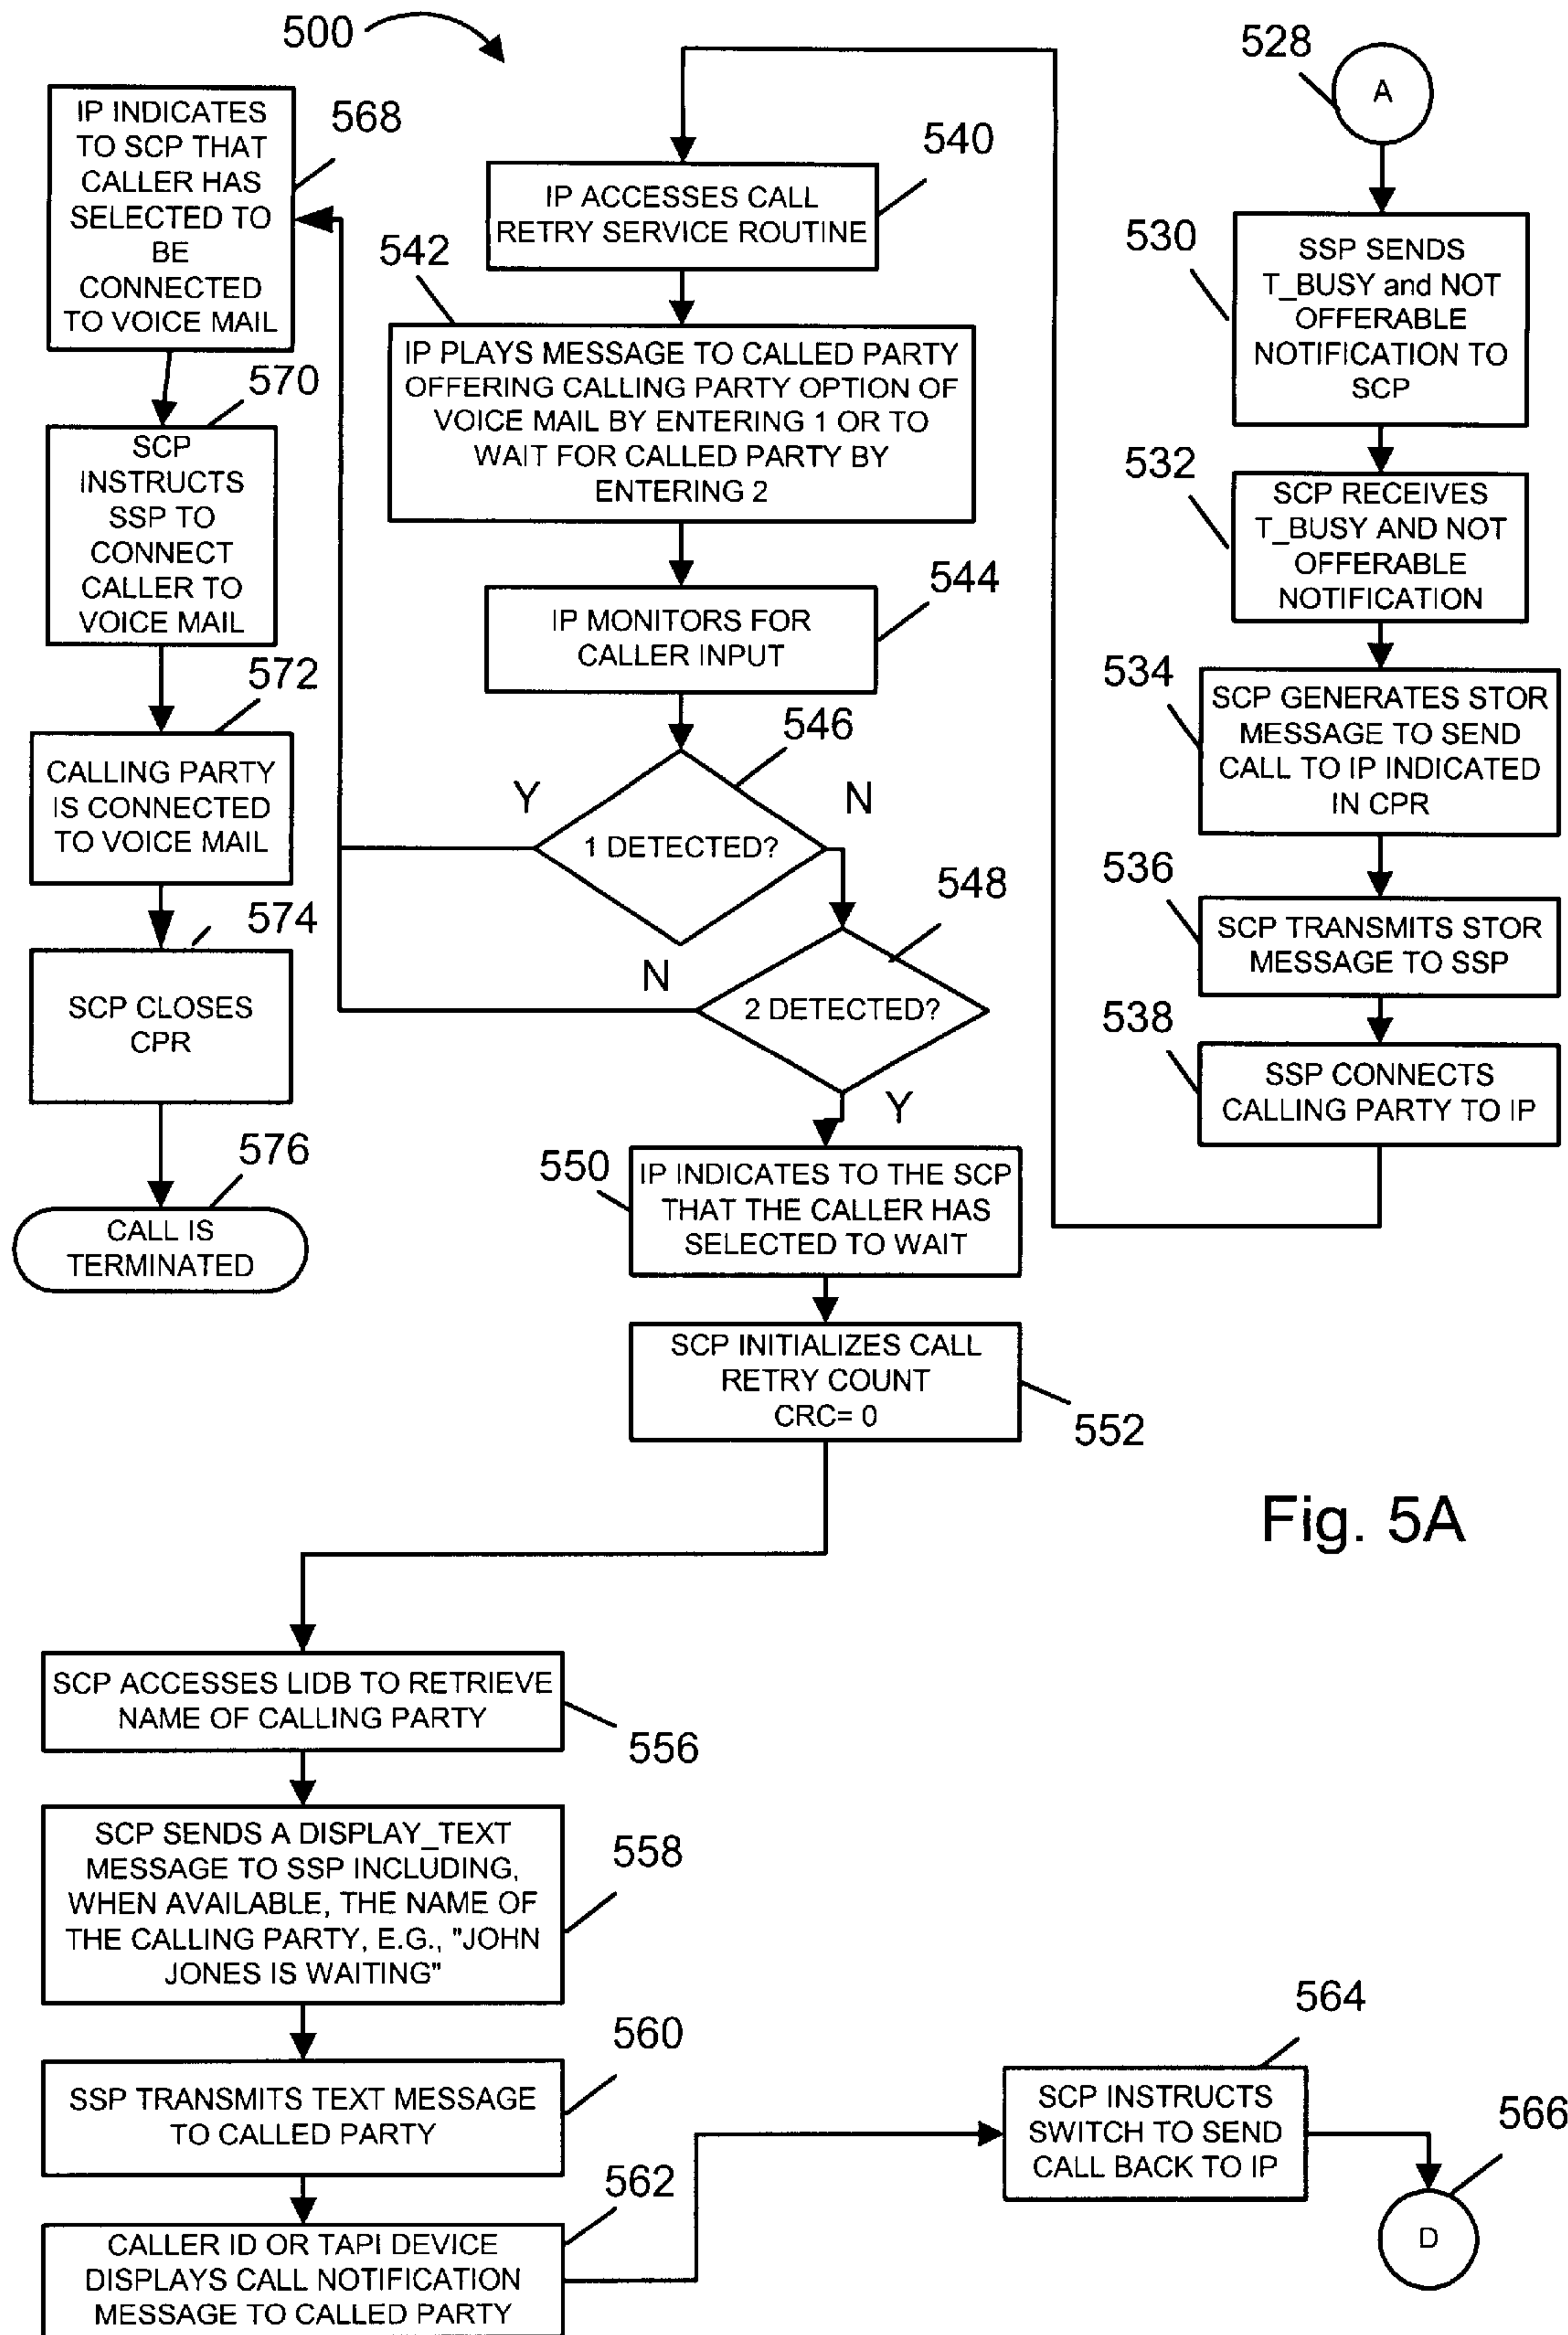 500
528
A
530
SSP SENDS
T_BUSY and NOT
OFFERABLE
NOTIFICATION TO
SCP
532
SCP RECEIVES
T_BUSY AND NOT
OFFERABLE
NOTIFICATION
534
SCP GENERATES STOR
MESSAGE TO SEND
CALL TO IP INDICATED
IN CPR
536
SCP TRANSMITS STOR
MESSAGE TO SSP
538
SSP CONNECTS
CALLING PARTY TO IP
540
IP ACCESSES CALL
RETRY SERVICE ROUTINE
542
IP PLAYS MESSAGE TO CALLED PARTY
OFFERING CALLING PARTY OPTION OF
VOICE MAIL BY ENTERING 1 OR TO
WAIT FOR CALLED PARTY BY
ENTERING 2
544
IP MONITORS FOR
CALLER INPUT
546
Y
N
1 DETECTED?
548
N
2 DETECTED?
Y
568
IP INDICATES
TO SCP THAT
CALLER HAS
SELECTED TO
BE
CONNECTED
TO VOICE MAIL
570
SCP
INSTRUCTS
SSP TO
CONNECT
CALLER TO
VOICE MAIL
572
CALLING PARTY
IS CONNECTED
TO VOICE MAIL
574
SCP CLOSES
CPR
576
CALL IS
TERMINATED
550
IP INDICATES TO THE SCP
THAT THE CALLER HAS
SELECTED TO WAIT
SCP INITIALIZES CALL
RETRY COUNT
CRC= 0
552
Fig. 5A
SCP ACCESSES LIDB TO RETRIEVE
NAME OF CALLING PARTY
556
SCP SENDS A DISPLAY_TEXT
MESSAGE TO SSP INCLUDING,
WHEN AVAILABLE, THE NAME OF
THE CALLING PARTY, E.G., "JOHN
JONES IS WAITING"
558
SSP TRANSMITS TEXT MESSAGE
TO CALLED PARTY
560
562
CALLER ID OR TAPI DEVICE
DISPLAYS CALL NOTIFICATION
MESSAGE TO CALLED PARTY
564
SCP INSTRUCTS
SWITCH TO SEND
CALL BACK TO IP
566
D